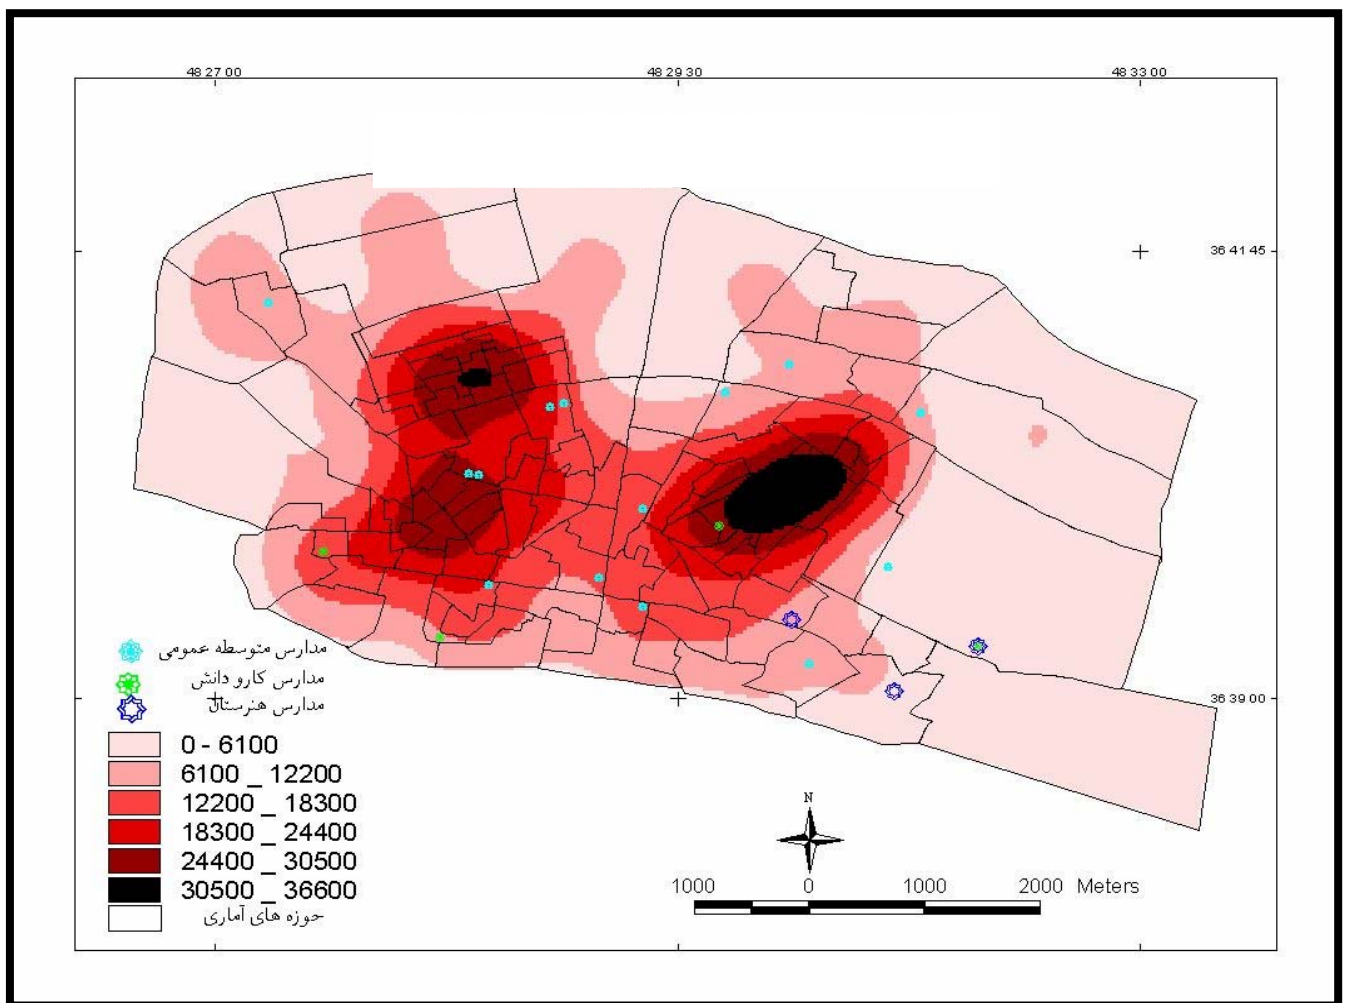 48 27 00
48 29 30
48 33 00
36 41 45
مدارس متوسطه عمومی
مدارس کارو دانش
مدارس هنرستان
36 39 00
0 - 6100
6100 _ 12200
12200 _ 18300
18300 _ 24400
24400 _ 30500
30500 _ 36600
حوزه های آماری
N
1000 0 1000 2000 Meters